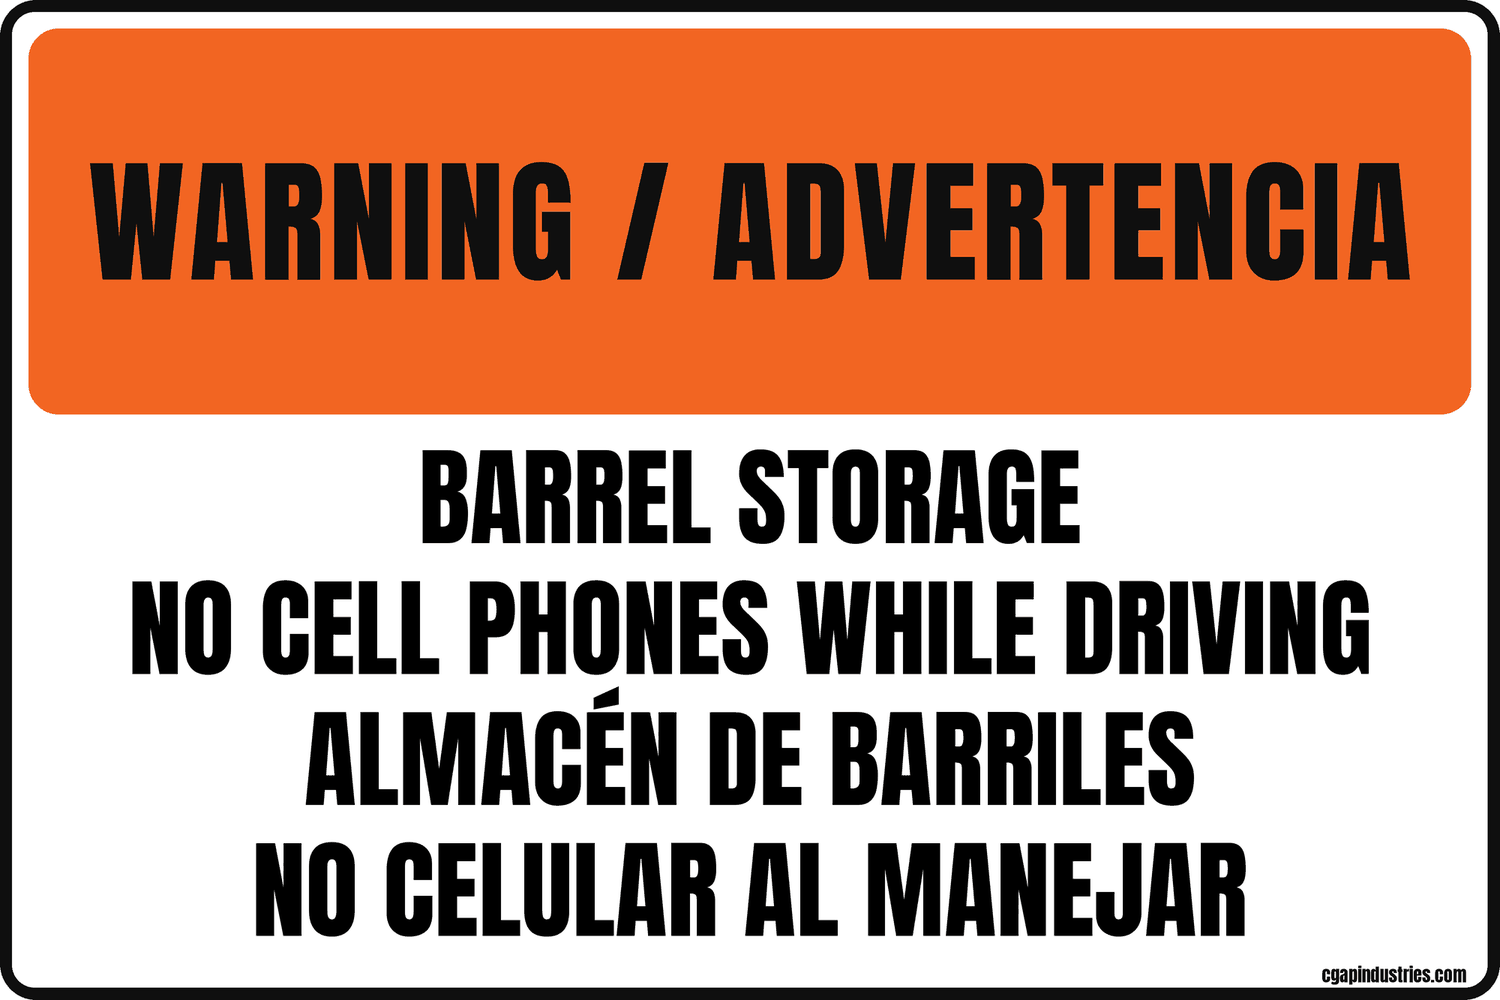 WARNING / ADVERTENCIA
BARREL STORAGE
NO CELL PHONES WHILE DRIVING
ALMACÉN DE BARRILES
NO CELULAR AL MANEJAR
cgapindustries.com